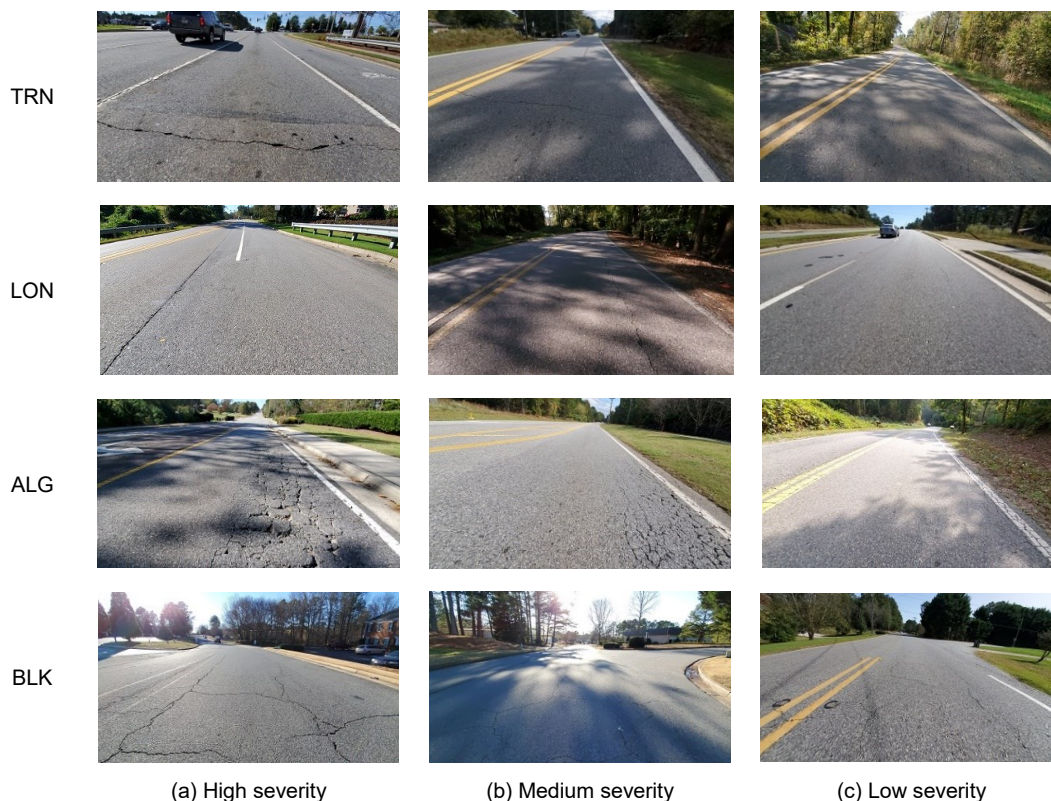 TRN
LON
ALG
BLK
(a) High severity
(b) Medium severity
(c) Low severity